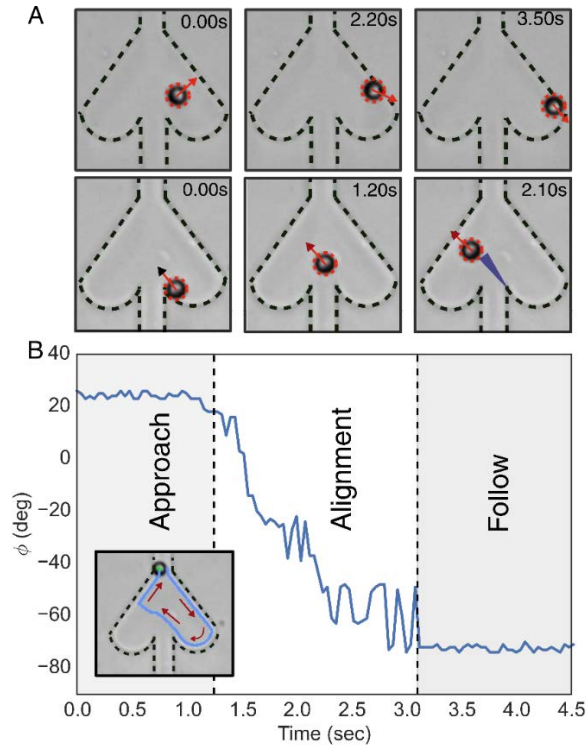 A
0.00s
2.20s
3.50s
0.00s
1.20s
2.10s
B
40
20
0
−20
−40
−60
−80
ϕ (deg)
Approach
Alignment
Follow
0.0 0.5 1.0 1.5 2.0 2.5 3.0 3.5 4.0 4.5
Time (sec)